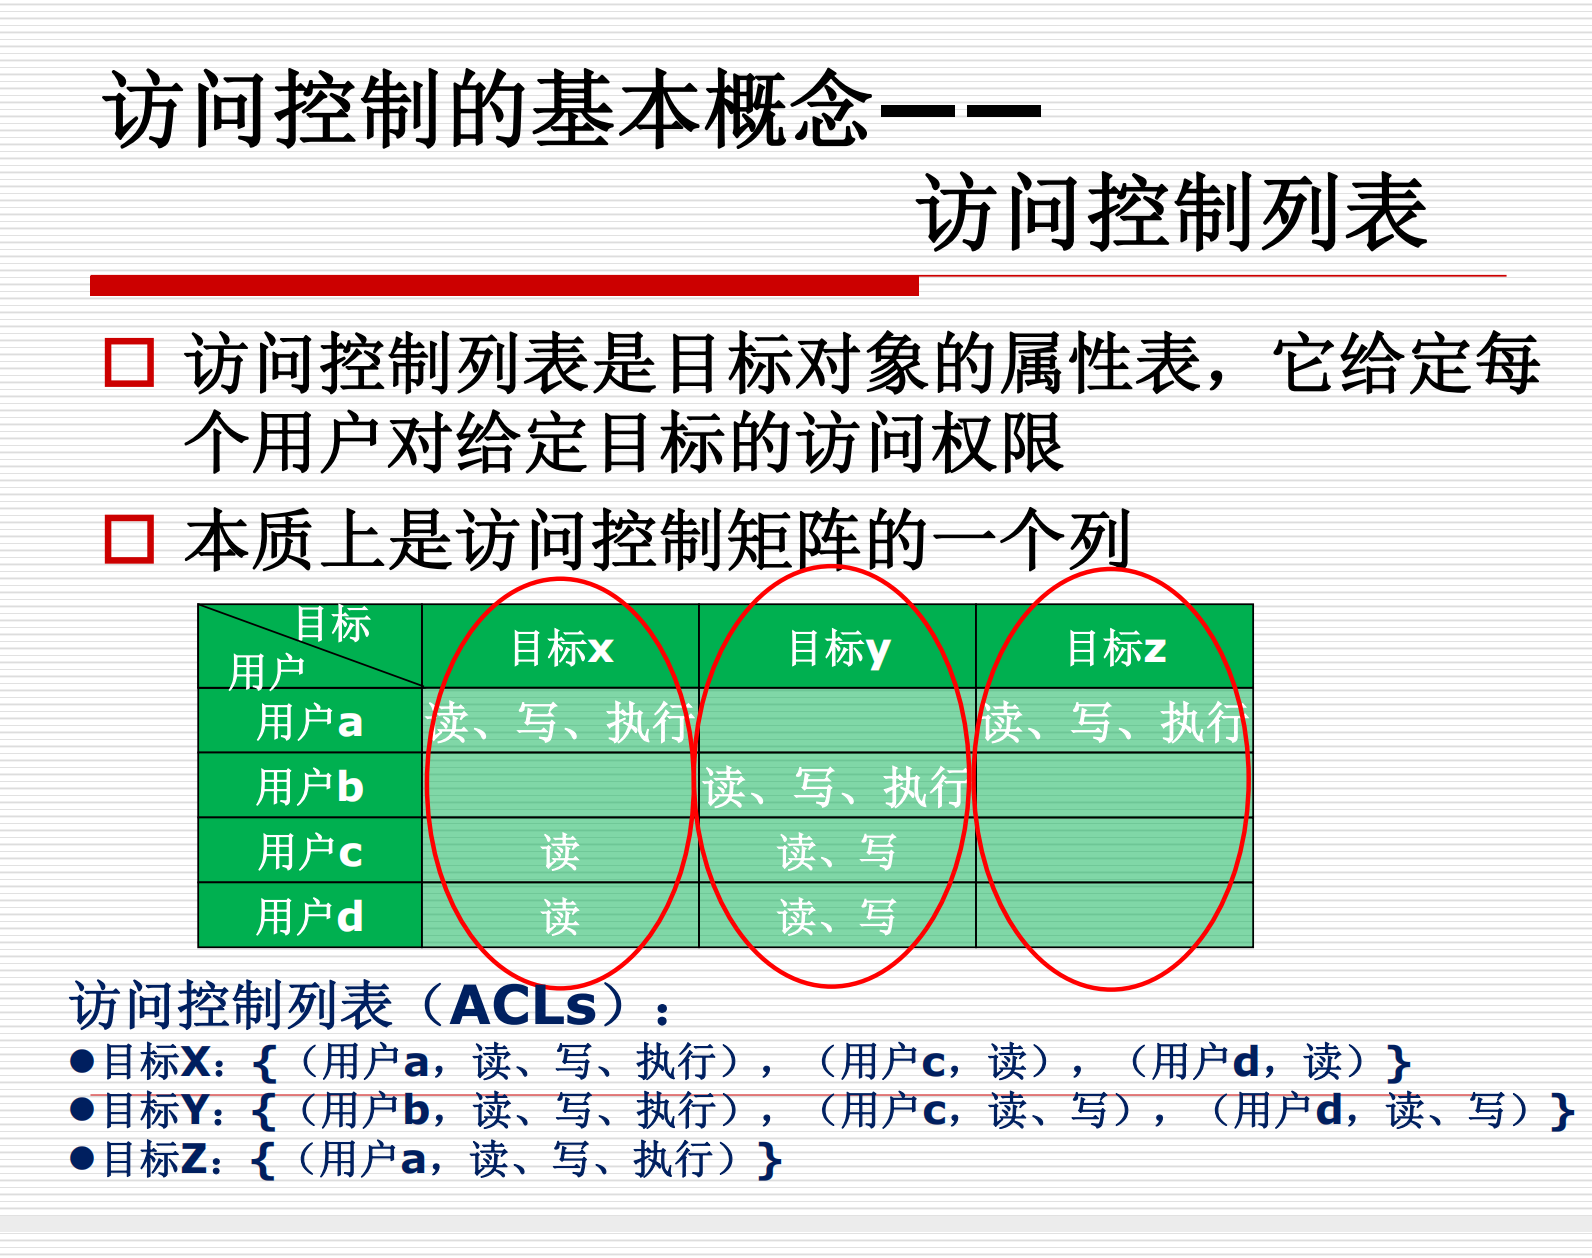 访问控制的基本概念——
访问控制列表
访问控制列表是目标对象的属性表，它给定每
个用户对给定目标的访问权限
本质上是访问控制矩阵的一个列
目标
用户
目标x
目标y
目标z
用户a
读、写、执行
读、写、执行
用户b
读、写、执行
用户c
读
读、写
用户d
读
读、写
访问控制列表（ACLs）：
●目标X：{（用户a，读、写、执行），（用户c，读），（用户d，读）}
●目标Y：{（用户b，读、写、执行），（用户c，读、写），（用户d，读、写）}
●目标Z：{（用户a，读、写、执行）}